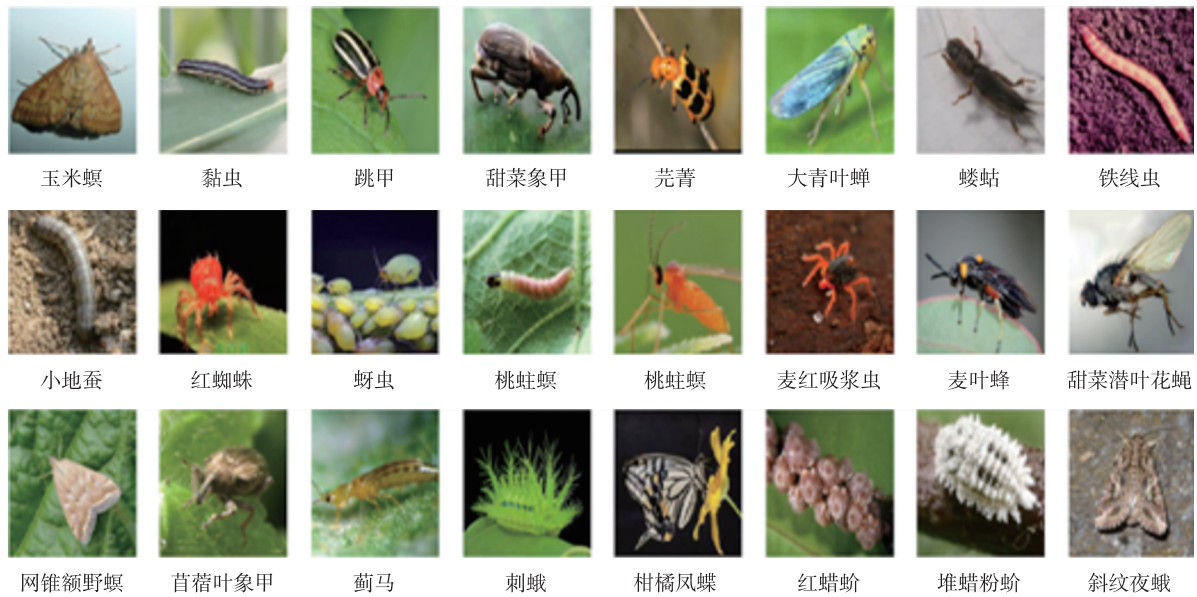 玉米螟 黏虫 跳甲 甜菜象甲 芫菁 大青叶蝉 蝼蛄 铁线虫
小地蚕 红蜘蛛 蚜虫 桃蛀螟 桃蛀螟 麦红吸浆虫 麦叶蜂 甜菜潜叶花蝇
网锥额野螟 苜蓿叶象甲 蓟马 刺蛾 柑橘凤蝶 红蜡蚧 堆蜡粉蚧 斜纹夜蛾